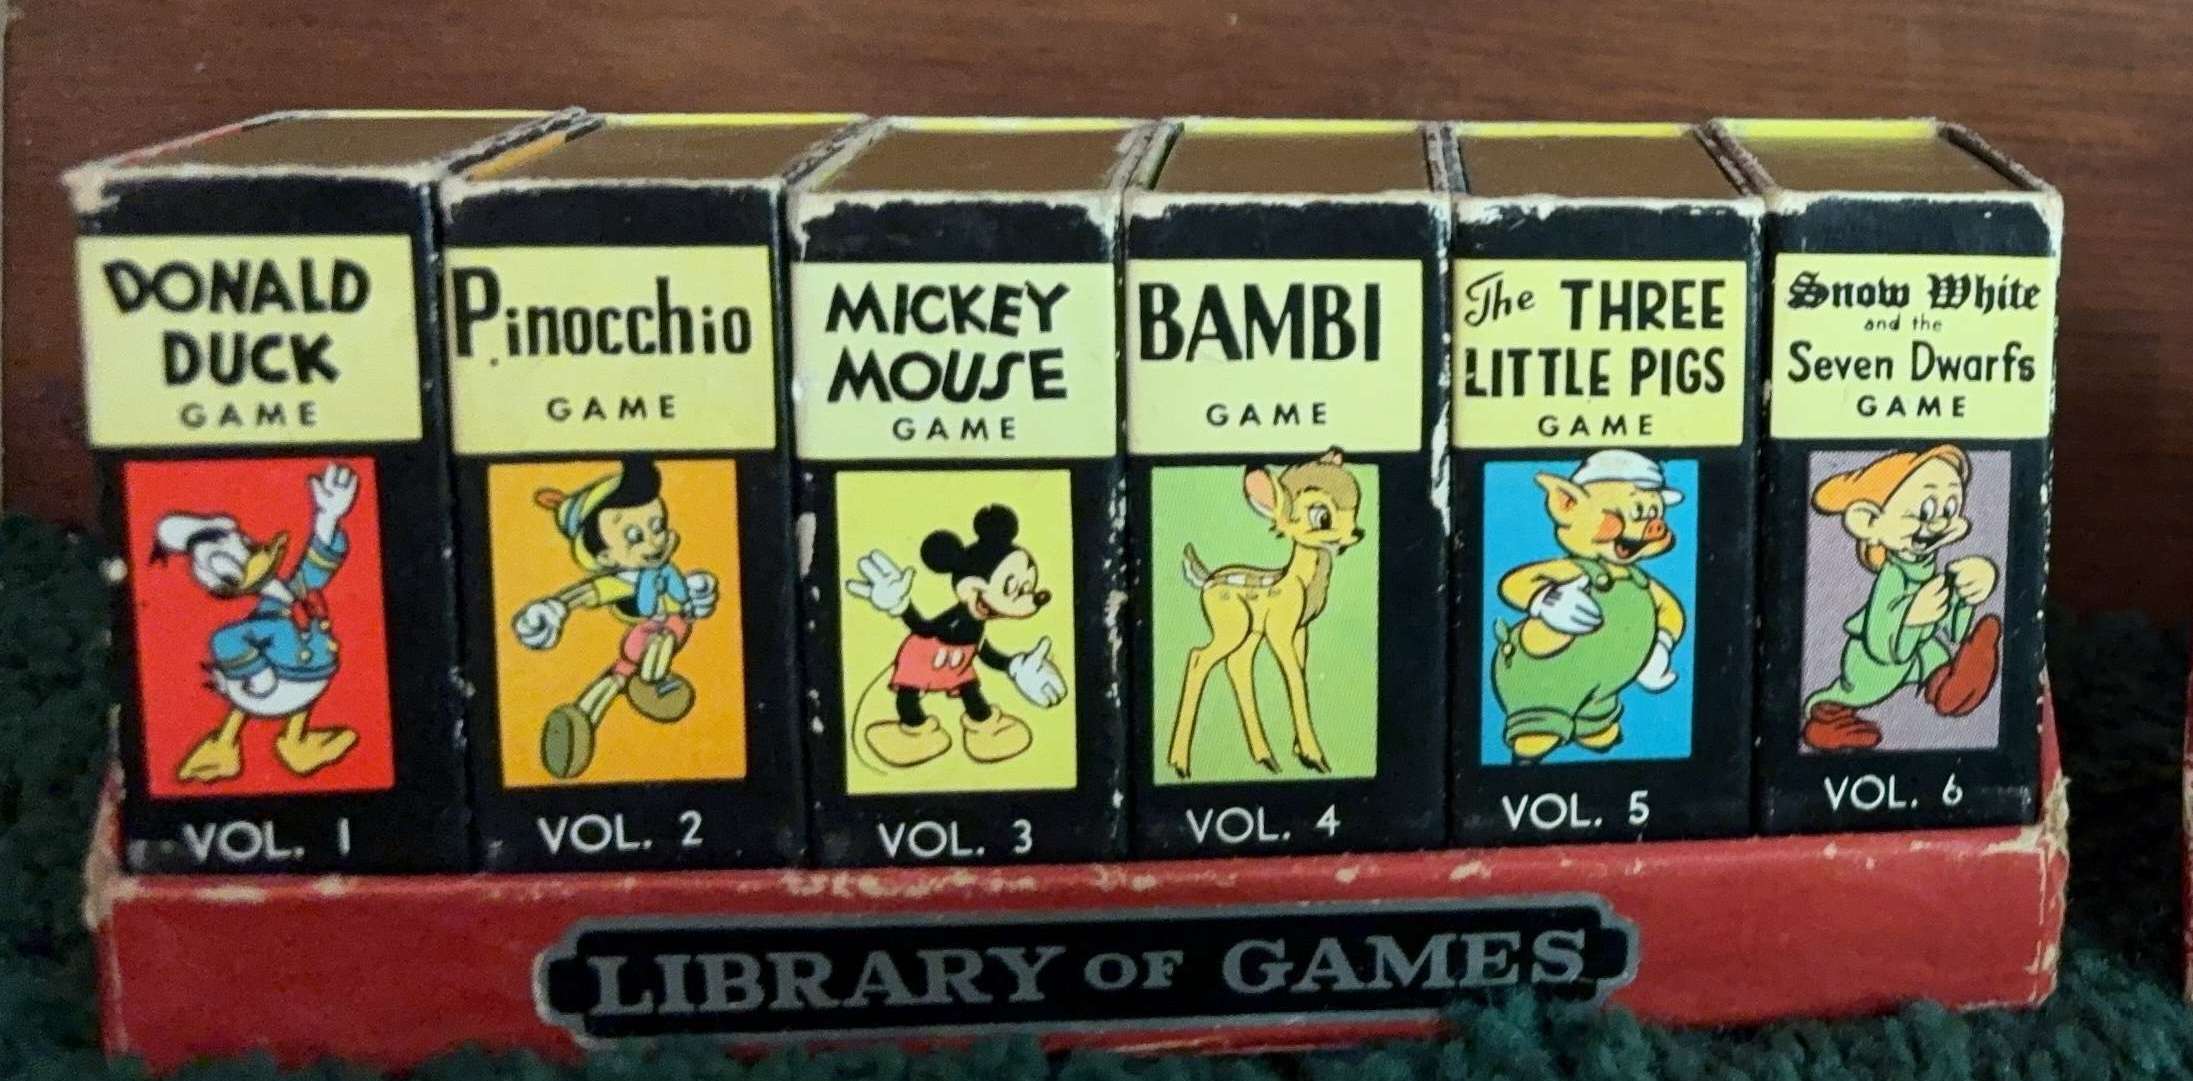 DONALD
DUCK
GAME
VOL. 1
Pinocchio
GAME
VOL. 2
MICKEY
MOUSE
GAME
VOL. 3
BAMBI
GAME
VOL. 4
The THREE
LITTLE PIGS
GAME
VOL. 5
Snow White
and the
Seven Dwarfs
GAME
VOL. 6
LIBRARY OF GAMES